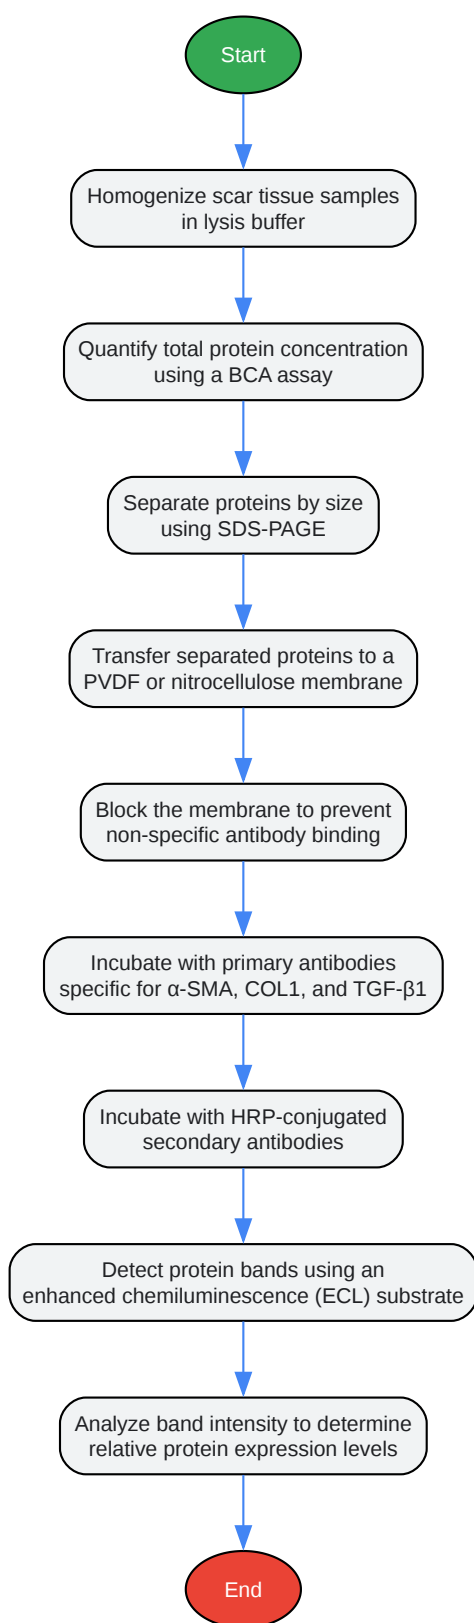 Start
Homogenize scar tissue samples
in lysis buffer
Quantify total protein concentration
using a BCA assay
Separate proteins by size
using SDS-PAGE
Transfer separated proteins to a
PVDF or nitrocellulose membrane
Block the membrane to prevent
non-specific antibody binding
Incubate with primary antibodies
specific for α-SMA, COL1, and TGF-β1
Incubate with HRP-conjugated
secondary antibodies
Detect protein bands using an
enhanced chemiluminescence (ECL) substrate
Analyze band intensity to determine
relative protein expression levels
End